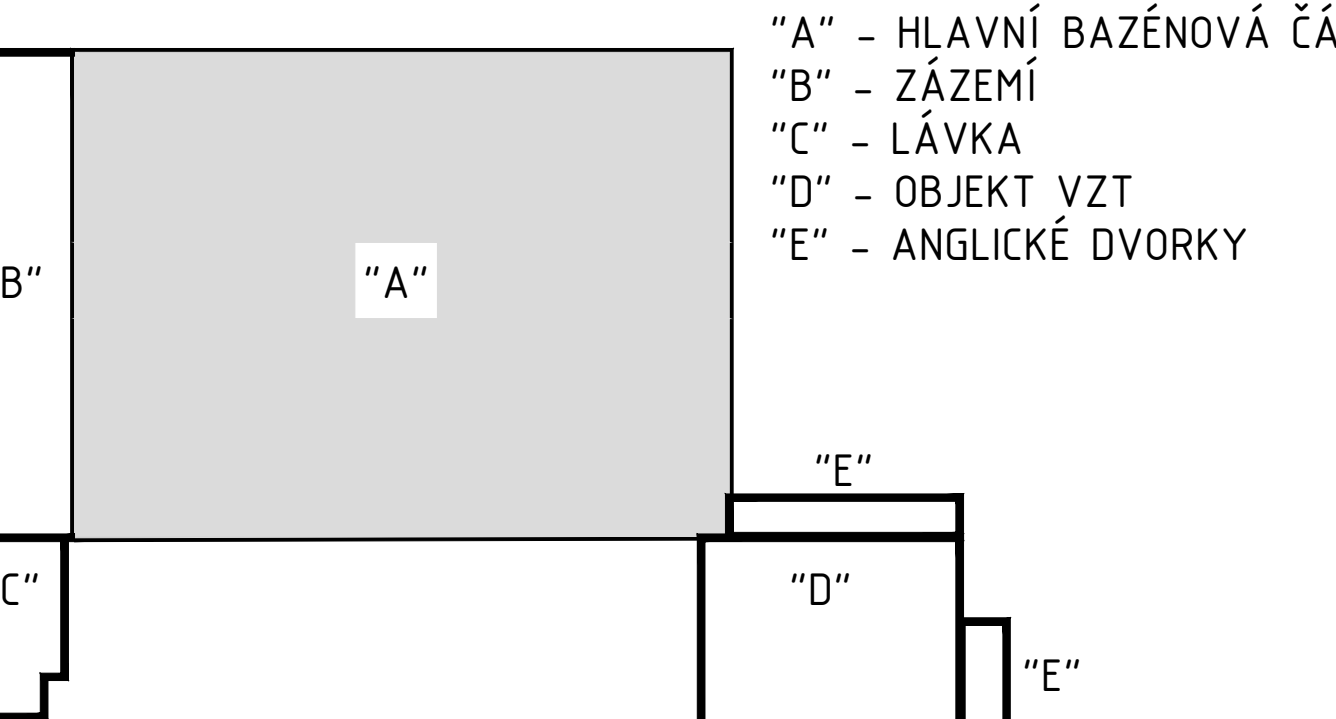 "A" - HLAVNÍ BAZÉNOVÁ ČÁ
"B" - ZÁZEMÍ
"C" - LÁVKA
"D" - OBJEKT VZT
"E" - ANGLICKÉ DVORKY
B"
"A"
"E"
C"
"D"
"E"